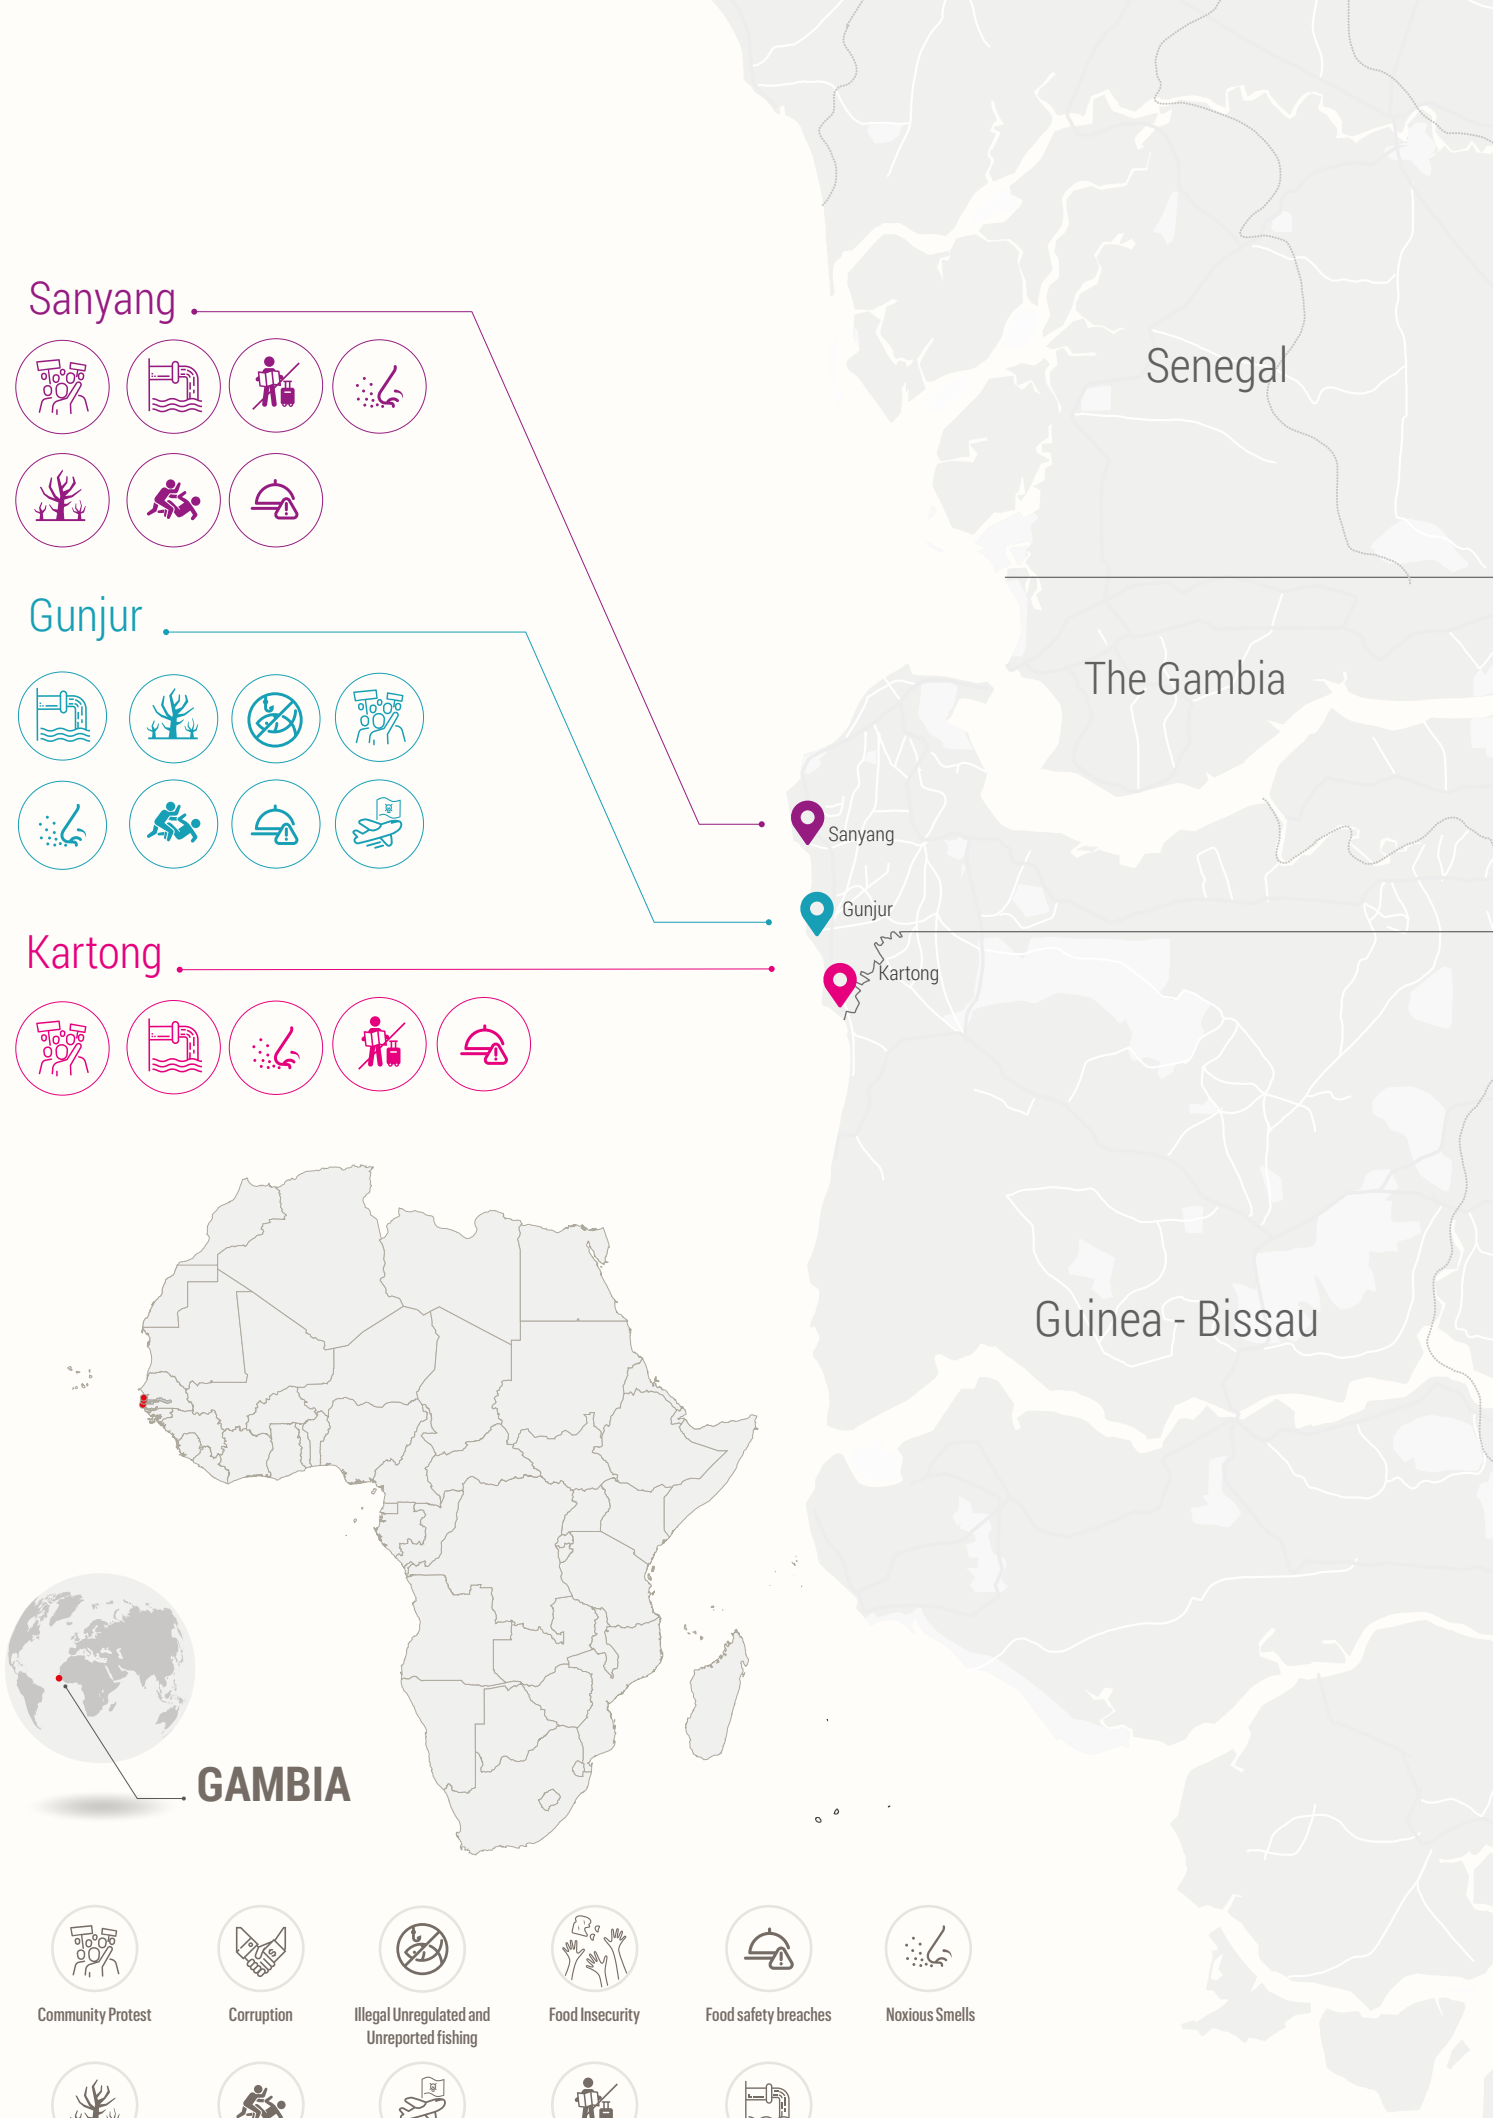 Sanyang
Senegal
Gunjur
The Gambia
Sanyang
Gunjur
Kartong
Kartong
Guinea - Bissau
GAMBIA
Community Protest
Corruption
Illegal Unregulated and
Unreported fishing
Food Insecurity
Food safety breaches
Noxious Smells